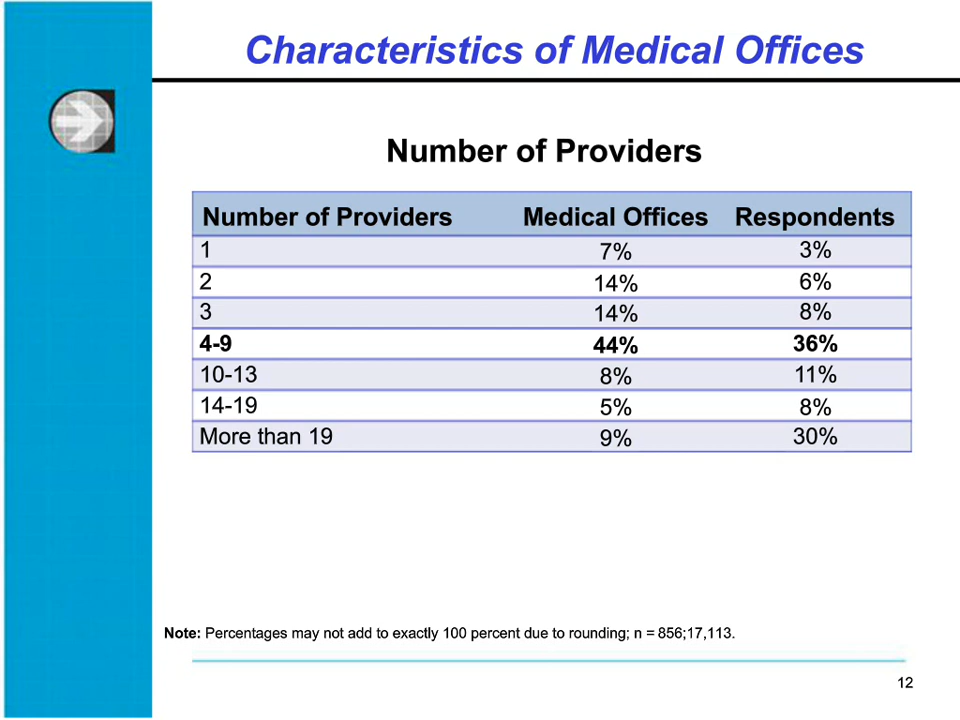 Characteristics of Medical Offices
Number of Providers
Number of Providers Medical Offices Respondents
1 7% 3%
2 14% 6%
3 14% 8%
4-9 44% 36%
10-13 8% 11%
14-19 5% 8%
More than 19 9% 30%
Note: Percentages may not add to exactly 100 percent due to rounding; n = 856;17,113.
12